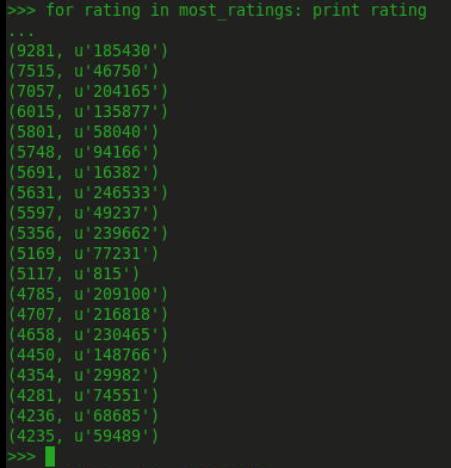 >>> for rating in most_ratings: print rating
...
(9281, u'185430')
(7515, u'46750')
(7057, u'204165')
(6015, u'135877')
(5801, u'58040')
(5748, u'94166')
(5691, u'16382')
(5631, u'246533')
(5597, u'49237')
(5356, u'239662')
(5169, u'77231')
(5117, u'815')
(4785, u'209100')
(4707, u'216818')
(4658, u'230465')
(4450, u'148766')
(4354, u'29982')
(4281, u'74551')
(4236, u'68685')
(4235, u'59489')
>>>